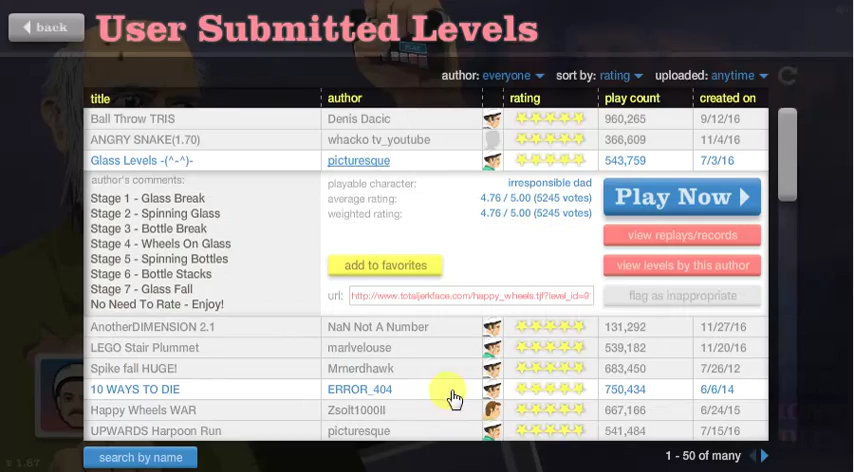 back
User Submitted Levels
author: everyone sort by: rating uploaded: anytime
title author rating play count created on
Ball Throw TRIS Denis Dacic 960,265 9/12/16
ANGRY SNAKE(1.70) whacko tv_youtube 366,609 11/4/16
Glass Levels -(^-^)- picturesque 543,759 7/3/16
author's comments:
Stage 1 - Glass Break
Stage 2 - Spinning Glass
Stage 3 - Bottle Break
Stage 4 - Wheels On Glass
Stage 5 - Spinning Bottles
Stage 6 - Bottle Stacks
Stage 7 - Glass Fall
No Need To Rate - Enjoy!
playable character: irresponsible dad
average rating: 4.76 / 5.00 (5245 votes)
weighted rating: 4.76 / 5.00 (5245 votes)
add to favorites
url: http://www.totaljerkface.com/happy_wheels.tjf?level_id=9
Play Now
view replays/records
view levels by this author
flag as inappropriate
AnotherDIMENSION 2.1 NaN Not A Number 131,292 11/27/16
LEGO Stair Plummet marlvelouse 539,182 11/20/16
Spike fall HUGE! Mrnerdhawk 683,450 7/26/12
10 WAYS TO DIE ERROR_404 750,434 6/6/14
Happy Wheels WAR Zsolt1000II 667,166 6/24/15
UPWARDS Harpoon Run picturesque 541,484 7/15/16
search by name
1 - 50 of many
v 1.87